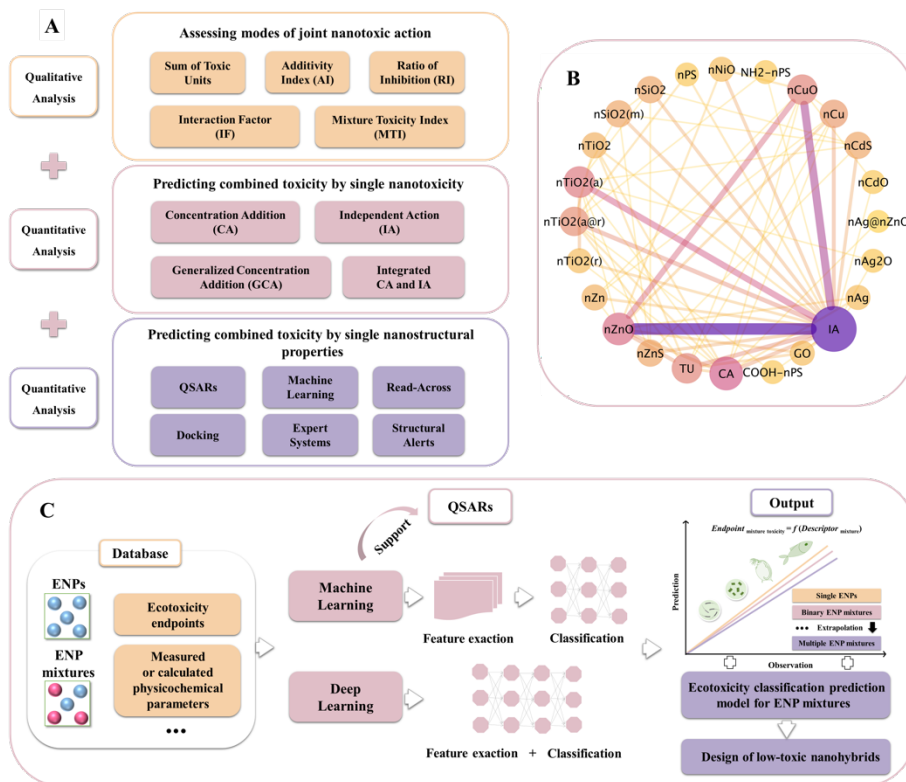 A
Assessing modes of joint nanotoxic action
Qualitative
Analysis
Sum of Toxic
Units
Additivity
Index (AI)
Ratio of
Inhibition (RI)
Interaction Factor
(IF)
Mixture Toxicity Index
(MTI)
Predicting combined toxicity by single nanotoxicity
Quantitative
Analysis
Concentration Addition
(CA)
Independent Action
(IA)
Generalized Concentration
Addition (GCA)
Integrated
CA and IA
Predicting combined toxicity by single nanostructural
properties
Quantitative
Analysis
QSARs
Machine
Learning
Read-Across
Docking
Expert
Systems
Structural
Alerts
B
nPS
nNiO
NH2-nPS
nCuO
nCu
nCdS
nCdO
nAg@nZnO
nAg2O
nAg
IA
GO
COOH-nPS
CA
TU
nZnS
nZnO
nZn
nTiO2(r)
nTiO2(a@r)
nTiO2(a)
nTiO2
nSiO2(m)
nSiO2
C
Database
ENPs
Ecotoxicity
endpoints
ENP
mixtures
Measured
or calculated
physicochemical
parameters
•••
QSARs
Support
Machine
Learning
Feature exaction
Classification
Deep
Learning
Feature exaction + Classification
Output
Endpoint mixture toxicity = f (Descriptor mixture)
Prediction
Single ENPs
Binary ENP mixtures
••• Extrapolation
Multiple ENP mixtures
Observation
Ecotoxicity classification prediction
model for ENP mixtures
Design of low-toxic nanohybrids